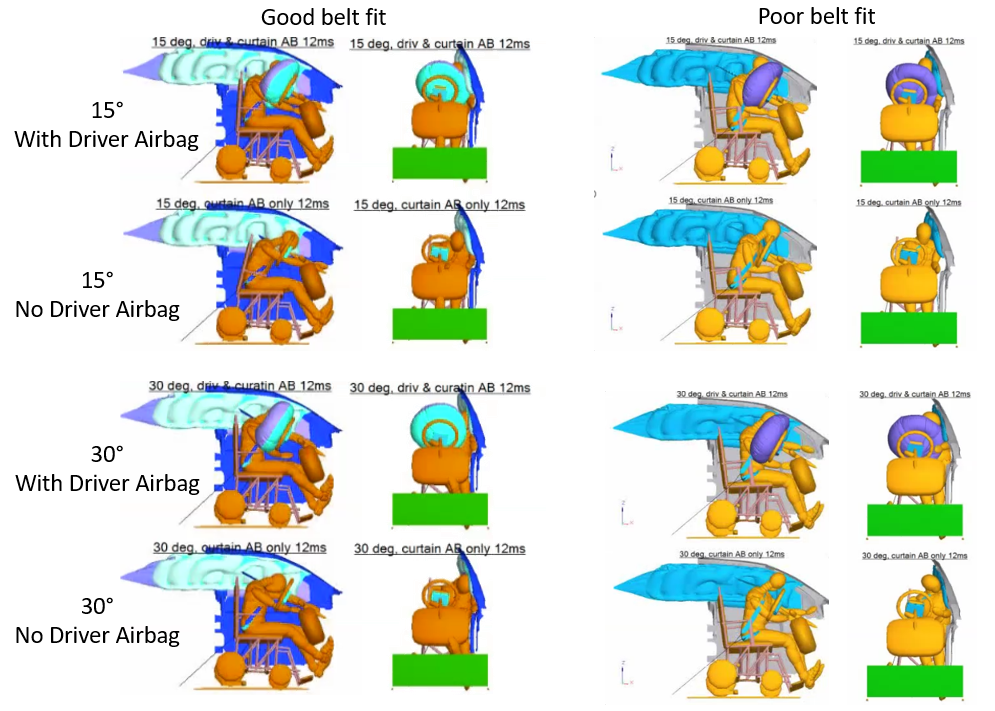 Good belt fit
Poor belt fit
15 deg, driv & curtain AB 12ms
15 deg, driv & curtain AB 12ms
15 deg, driv & curtain AB 12ms
15 deg, driv & curtain AB 12ms
15°
With Driver Airbag
15 deg, curtain AB only 12ms
15 deg, curtain AB only 12ms
15 deg, curtain AB only 12ms
15 deg, curtain AB only 12ms
15°
No Driver Airbag
30 deg, driv & curatin AB 12ms
30 deg, driv & curtain AB 12ms
30 deg, driv & curtain AB 12ms
30 deg, driv & curtain AB 12ms
30°
With Driver Airbag
30 deg, curtain AB only 12ms
30 deg, curtain AB only 12ms
30 deg, curtain AB only 12ms
30 deg, curtain AB only 12ms
30°
No Driver Airbag